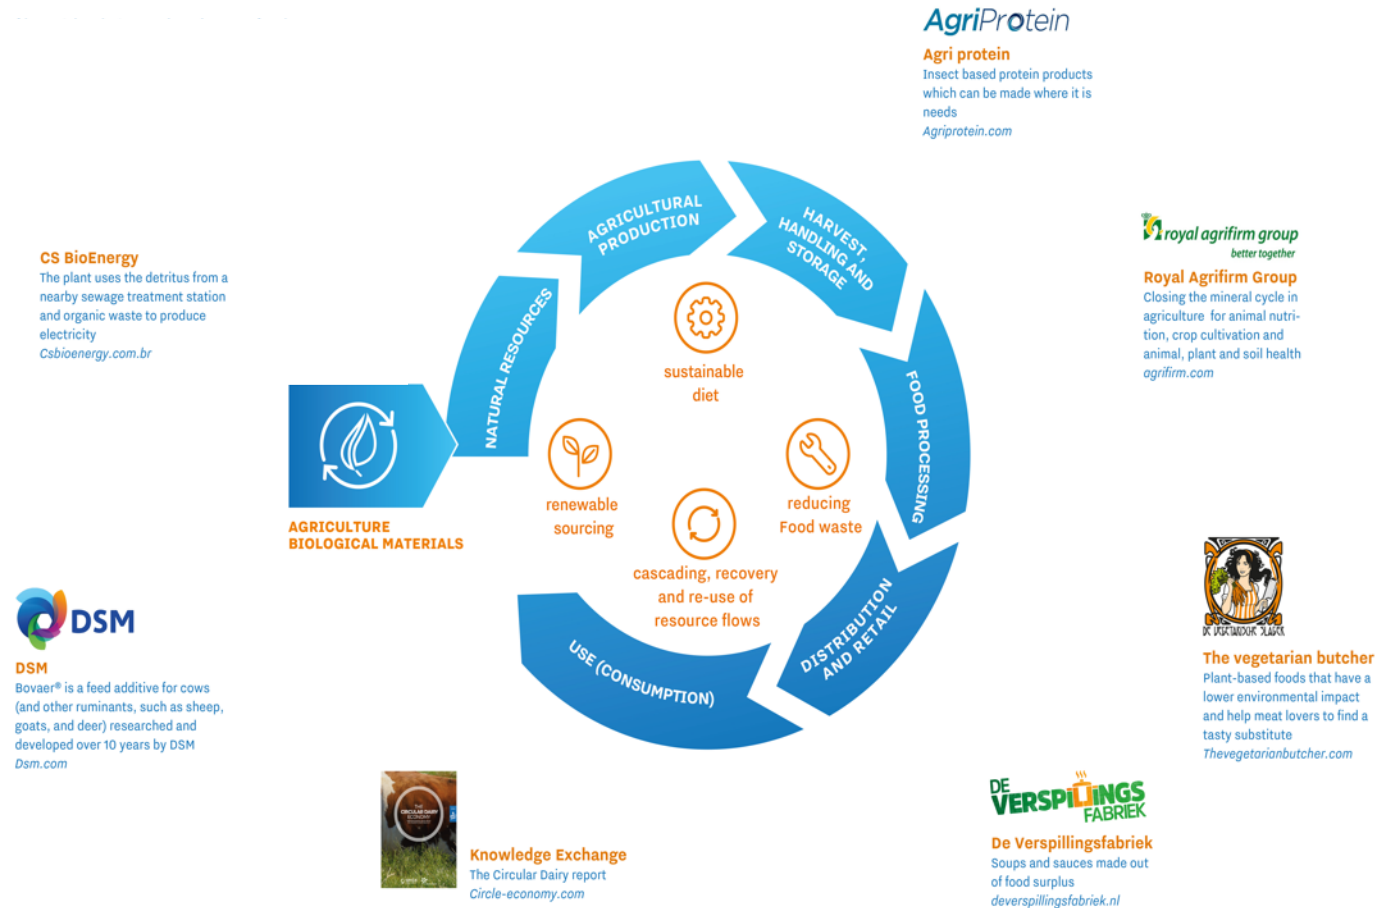 AgriProtein
Agri protein
Insect based protein products
which can be made where it is
needs
Agriprotein.com
royal agrifirm group
better together
Royal Agrifirm Group
Closing the mineral cycle in
agriculture for animal nutri-
tion, crop cultivation and
animal, plant and soil health
agrifirm.com
CS BioEnergy
The plant uses the detritus from a
nearby sewage treatment station
and organic waste to produce
electricity
Csbioenergy.com.br
AGRICULTURAL
PRODUCTION
HARVEST,
HANDLING AND
STORAGE
NATURAL RESOURCES
FOOD PROCESSING
DISTRIBUTION
AND RETAIL
USE (CONSUMPTION)
sustainable
diet
renewable
sourcing
reducing
Food waste
cascading, recovery
and re-use of
resource flows
AGRICULTURE
BIOLOGICAL MATERIALS
DSM
DSM
Bovaer® is a feed additive for cows
(and other ruminants, such as sheep,
goats, and deer) researched and
developed over 10 years by DSM
Dsm.com
DE VEGETARISCHE SLAGER
The vegetarian butcher
Plant-based foods that have a
lower environmental impact
and help meat lovers to find a
tasty substitute
Thevegetarianbutcher.com
THE
CIRCULAR DAIRY
ECONOMY
Knowledge Exchange
The Circular Dairy report
Circle-economy.com
DE
VERSPILLINGS
FABRIEK
De Verspillingsfabriek
Soups and sauces made out
of food surplus
deverspillingsfabriek.nl